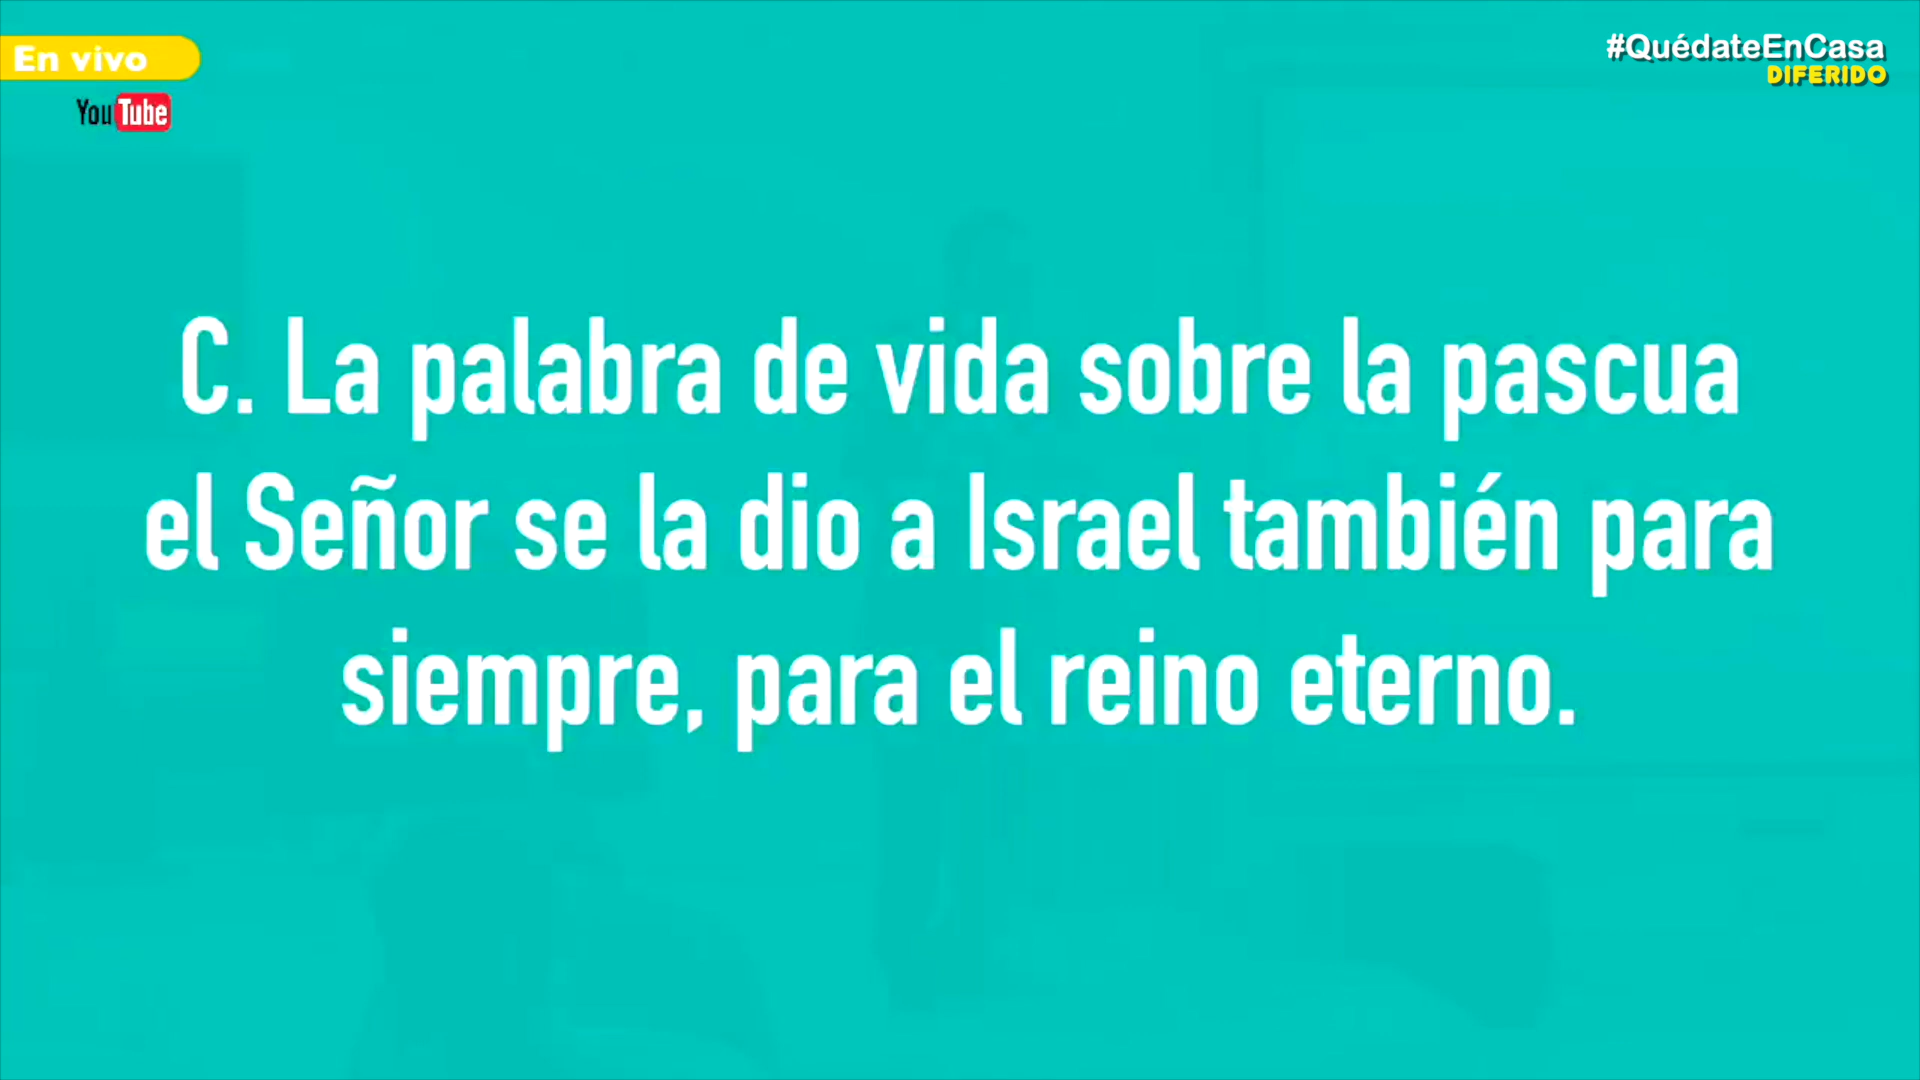 En vivo
YouTube
#QuédateEnCasa
DIFERIDO
C. La palabra de vida sobre la pascua
el Señor se la dio a Israel también para
siempre, para el reino eterno.